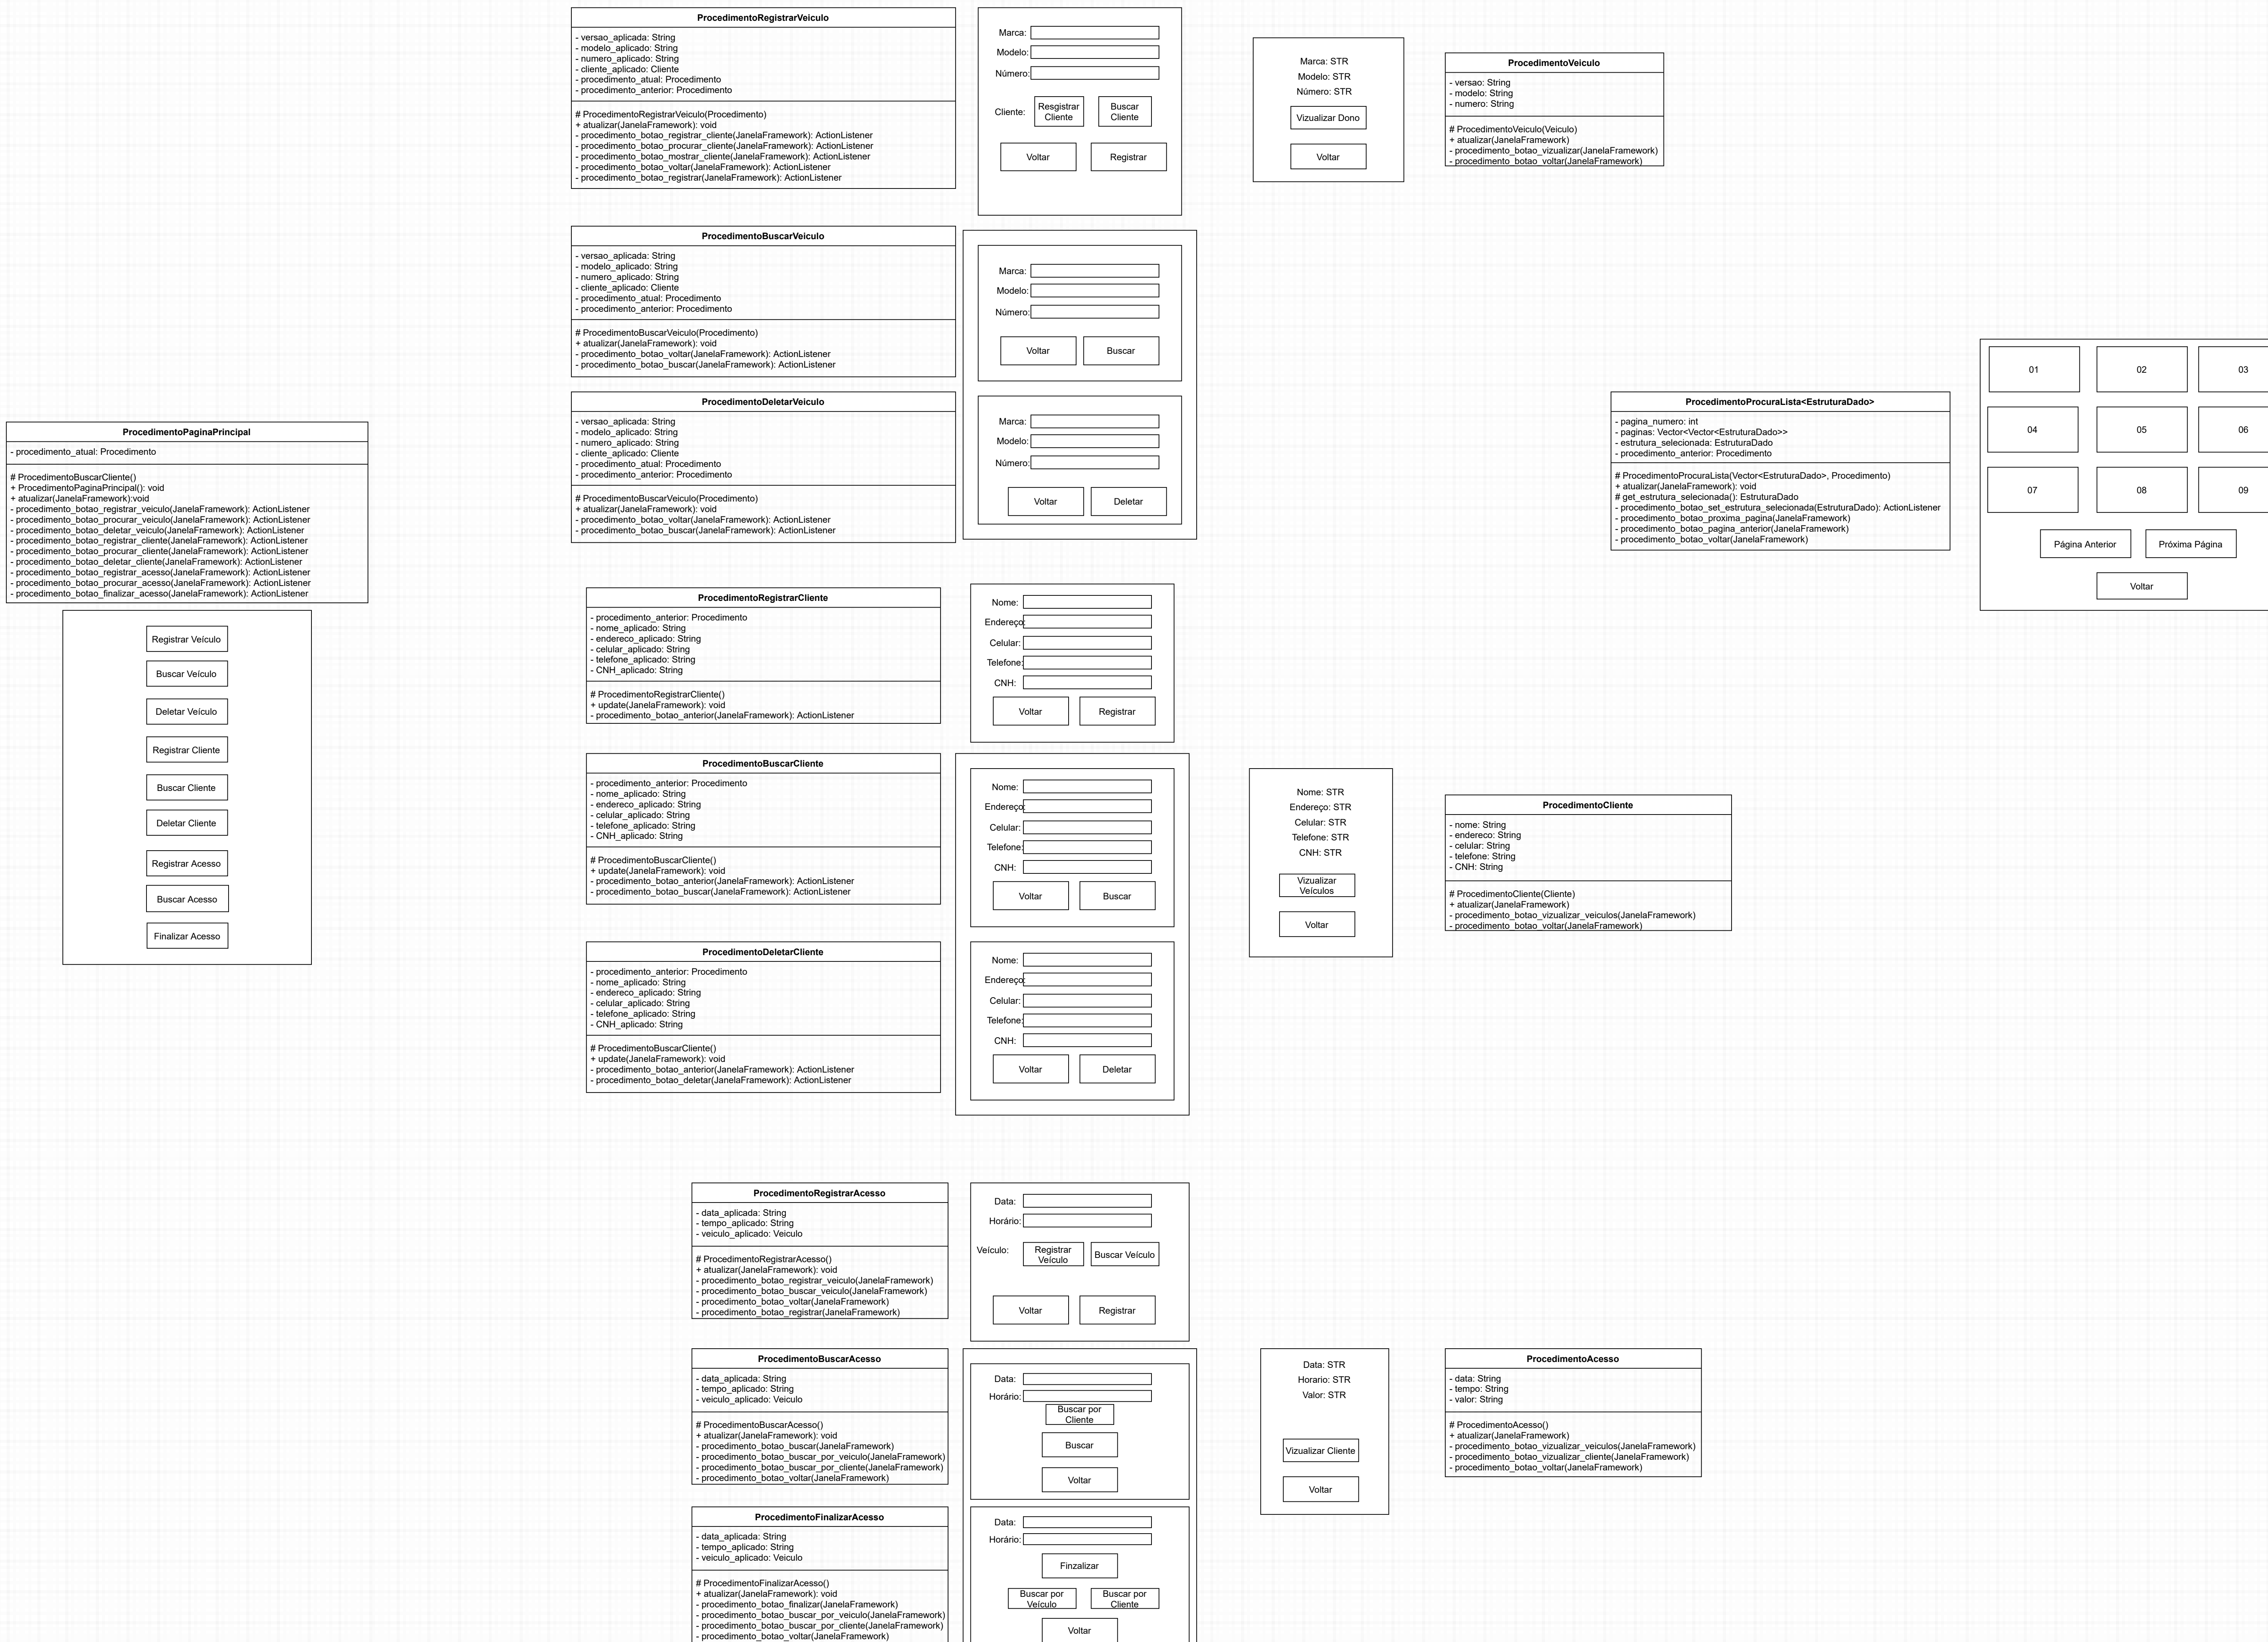 ProcedimentoRegistrarVeiculo
- versao_aplicada: String
- modelo_aplicado: String
- numero_aplicado: String
- cliente_aplicado: Cliente
- procedimento_atual: Procedimento
- procedimento_anterior: Procedimento
# ProcedimentoRegistrarVeiculo(Procedimento)
+ atualizar(JanelaFramework): void
- procedimento_botao_registrar_cliente(JanelaFramework): ActionListener
- procedimento_botao_procurar_cliente(JanelaFramework): ActionListener
- procedimento_botao_mostrar_cliente(JanelaFramework): ActionListener
- procedimento_botao_voltar(JanelaFramework): ActionListener
- procedimento_botao_registrar(JanelaFramework): ActionListener
Marca:
Modelo:
Número:
Cliente:
Resgistrar
Cliente
Buscar
Cliente
Voltar
Registrar
Marca: STR
Modelo: STR
Número: STR
Vizualizar Dono
Voltar
ProcedimentoVeiculo
- versao: String
- modelo: String
- numero: String
# ProcedimentoVeiculo(Veiculo)
+ atualizar(JanelaFramework)
- procedimento_botao_vizualizar(JanelaFramework)
- procedimento_botao_voltar(JanelaFramework)
ProcedimentoBuscarVeiculo
- versao_aplicada: String
- modelo_aplicado: String
- numero_aplicado: String
- cliente_aplicado: Cliente
- procedimento_atual: Procedimento
- procedimento_anterior: Procedimento
# ProcedimentoBuscarVeiculo(Procedimento)
+ atualizar(JanelaFramework): void
- procedimento_botao_voltar(JanelaFramework): ActionListener
- procedimento_botao_buscar(JanelaFramework): ActionListener
Marca:
Modelo:
Número:
Voltar
Buscar
ProcedimentoDeletarVeiculo
- versao_aplicada: String
- modelo_aplicado: String
- numero_aplicado: String
- cliente_aplicado: Cliente
- procedimento_atual: Procedimento
- procedimento_anterior: Procedimento
# ProcedimentoBuscarVeiculo(Procedimento)
+ atualizar(JanelaFramework): void
- procedimento_botao_voltar(JanelaFramework): ActionListener
- procedimento_botao_buscar(JanelaFramework): ActionListener
Marca:
Modelo:
Número:
Voltar
Deletar
ProcedimentoProcuraLista<EstruturaDado>
- pagina_numero: int
- paginas: Vector<Vector<EstruturaDado>>
- estrutura_selecionada: EstruturaDado
- procedimento_anterior: Procedimento
# ProcedimentoProcuraLista(Vector<EstruturaDado>, Procedimento)
+ atualizar(JanelaFramework): void
# get_estrutura_selecionada(): EstruturaDado
- procedimento_botao_set_estrutura_selecionada(EstruturaDado): ActionListener
- procedimento_botao_proxima_pagina(JanelaFramework)
- procedimento_botao_pagina_anterior(JanelaFramework)
- procedimento_botao_voltar(JanelaFramework)
01
02
03
04
05
06
07
08
09
Página Anterior
Próxima Página
Voltar
ProcedimentoPaginaPrincipal
- procedimento_atual: Procedimento
# ProcedimentoBuscarCliente()
+ ProcedimentoPaginaPrincipal(): void
+ atualizar(JanelaFramework):void
- procedimento_botao_registrar_veiculo(JanelaFramework): ActionListener
- procedimento_botao_procurar_veiculo(JanelaFramework): ActionListener
- procedimento_botao_deletar_veiculo(JanelaFramework): ActionListener
- procedimento_botao_registrar_cliente(JanelaFramework): ActionListener
- procedimento_botao_procurar_cliente(JanelaFramework): ActionListener
- procedimento_botao_deletar_cliente(JanelaFramework): ActionListener
- procedimento_botao_registrar_acesso(JanelaFramework): ActionListener
- procedimento_botao_procurar_acesso(JanelaFramework): ActionListener
- procedimento_botao_finalizar_acesso(JanelaFramework): ActionListener
Registrar Veículo
Buscar Veículo
Deletar Veículo
Registrar Cliente
Buscar Cliente
Deletar Cliente
Registrar Acesso
Buscar Acesso
Finalizar Acesso
ProcedimentoRegistrarCliente
- procedimento_anterior: Procedimento
- nome_aplicado: String
- endereco_aplicado: String
- celular_aplicado: String
- telefone_aplicado: String
- CNH_aplicado: String
# ProcedimentoRegistrarCliente()
+ update(JanelaFramework): void
- procedimento_botao_anterior(JanelaFramework): ActionListener
Nome:
Endereço:
Celular:
Telefone:
CNH:
Voltar
Registrar
ProcedimentoBuscarCliente
- procedimento_anterior: Procedimento
- nome_aplicado: String
- endereco_aplicado: String
- celular_aplicado: String
- telefone_aplicado: String
- CNH_aplicado: String
# ProcedimentoBuscarCliente()
+ update(JanelaFramework): void
- procedimento_botao_anterior(JanelaFramework): ActionListener
- procedimento_botao_buscar(JanelaFramework): ActionListener
Nome:
Endereço:
Celular:
Telefone:
CNH:
Voltar
Buscar
Nome: STR
Endereço: STR
Celular: STR
Telefone: STR
CNH: STR
Vizualizar
Veículos
Voltar
ProcedimentoCliente
- nome: String
- endereco: String
- celular: String
- telefone: String
- CNH: String
# ProcedimentoCliente(Cliente)
+ atualizar(JanelaFramework)
- procedimento_botao_vizualizar_veiculos(JanelaFramework)
- procedimento_botao_voltar(JanelaFramework)
ProcedimentoDeletarCliente
- procedimento_anterior: Procedimento
- nome_aplicado: String
- endereco_aplicado: String
- celular_aplicado: String
- telefone_aplicado: String
- CNH_aplicado: String
# ProcedimentoBuscarCliente()
+ update(JanelaFramework): void
- procedimento_botao_anterior(JanelaFramework): ActionListener
- procedimento_botao_deletar(JanelaFramework): ActionListener
Nome:
Endereço:
Celular:
Telefone:
CNH:
Voltar
Deletar
ProcedimentoRegistrarAcesso
- data_aplicada: String
- tempo_aplicado: String
- veiculo_aplicado: Veiculo
# ProcedimentoRegistrarAcesso()
+ atualizar(JanelaFramework): void
- procedimento_botao_registrar_veiculo(JanelaFramework)
- procedimento_botao_buscar_veiculo(JanelaFramework)
- procedimento_botao_voltar(JanelaFramework)
- procedimento_botao_registrar(JanelaFramework)
Data:
Horário:
Veículo:
Registrar
Veículo
Buscar Veículo
Voltar
Registrar
ProcedimentoBuscarAcesso
- data_aplicada: String
- tempo_aplicado: String
- veiculo_aplicado: Veiculo
# ProcedimentoBuscarAcesso()
+ atualizar(JanelaFramework): void
- procedimento_botao_buscar(JanelaFramework)
- procedimento_botao_buscar_por_veiculo(JanelaFramework)
- procedimento_botao_buscar_por_cliente(JanelaFramework)
- procedimento_botao_voltar(JanelaFramework)
Data:
Horário:
Buscar por
Cliente
Buscar
Voltar
Data: STR
Horario: STR
Valor: STR
Vizualizar Cliente
Voltar
ProcedimentoAcesso
- data: String
- tempo: String
- valor: String
# ProcedimentoAcesso()
+ atualizar(JanelaFramework)
- procedimento_botao_vizualizar_veiculos(JanelaFramework)
- procedimento_botao_vizualizar_cliente(JanelaFramework)
- procedimento_botao_voltar(JanelaFramework)
ProcedimentoFinalizarAcesso
- data_aplicada: String
- tempo_aplicado: String
- veiculo_aplicado: Veiculo
# ProcedimentoFinalizarAcesso()
+ atualizar(JanelaFramework): void
- procedimento_botao_finalizar(JanelaFramework)
- procedimento_botao_buscar_por_veiculo(JanelaFramework)
- procedimento_botao_buscar_por_cliente(JanelaFramework)
- procedimento_botao_voltar(JanelaFramework)
Data:
Horário:
Finzalizar
Buscar por
Veículo
Buscar por
Cliente
Voltar